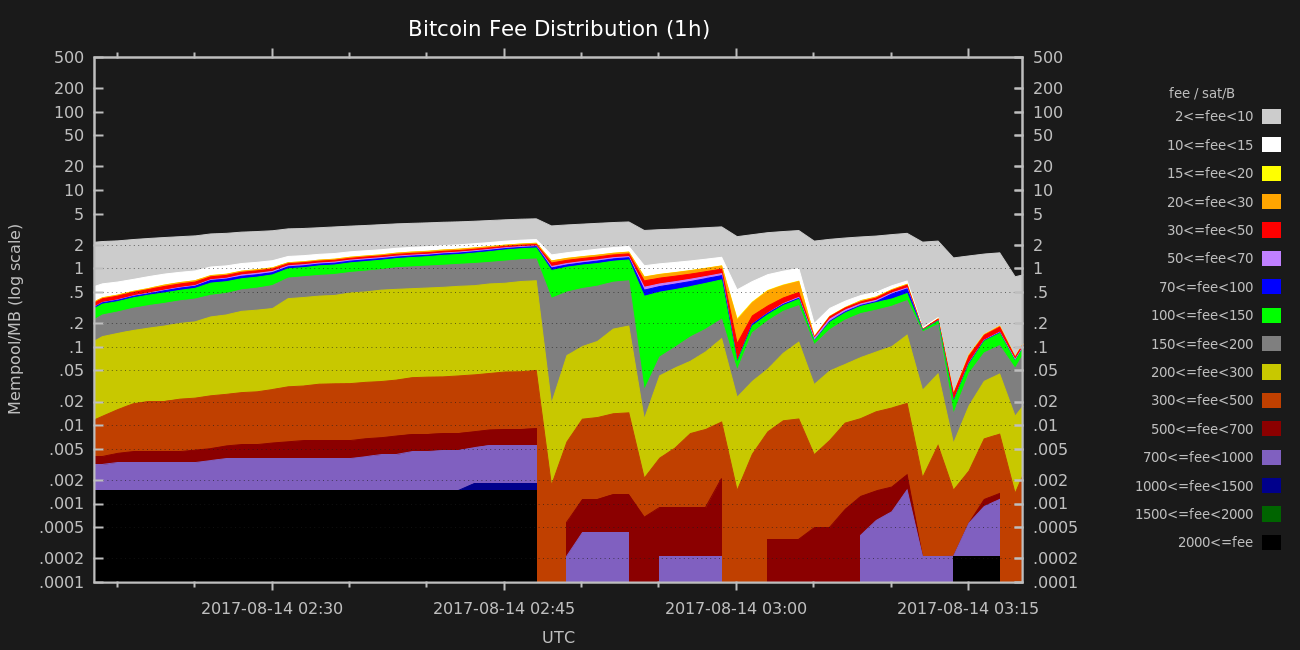 Bitcoin Fee Distribution (1h)
Mempool/MB (log scale)
500 500
200 200
100 100
50 50
20 20
10 10
5 5
2 2
1 1
.5 .5
.2 .2
.1 .1
.05 .05
.02 .02
.01 .01
.005 .005
.002 .002
.001 .001
.0005 .0005
.0002 .0002
.0001 .0001
2017-08-14 02:30 2017-08-14 02:45 2017-08-14 03:00 2017-08-14 03:15
UTC
fee / sat/B
2<=fee<10
10<=fee<15
15<=fee<20
20<=fee<30
30<=fee<50
50<=fee<70
70<=fee<100
100<=fee<150
150<=fee<200
200<=fee<300
300<=fee<500
500<=fee<700
700<=fee<1000
1000<=fee<1500
1500<=fee<2000
2000<=fee